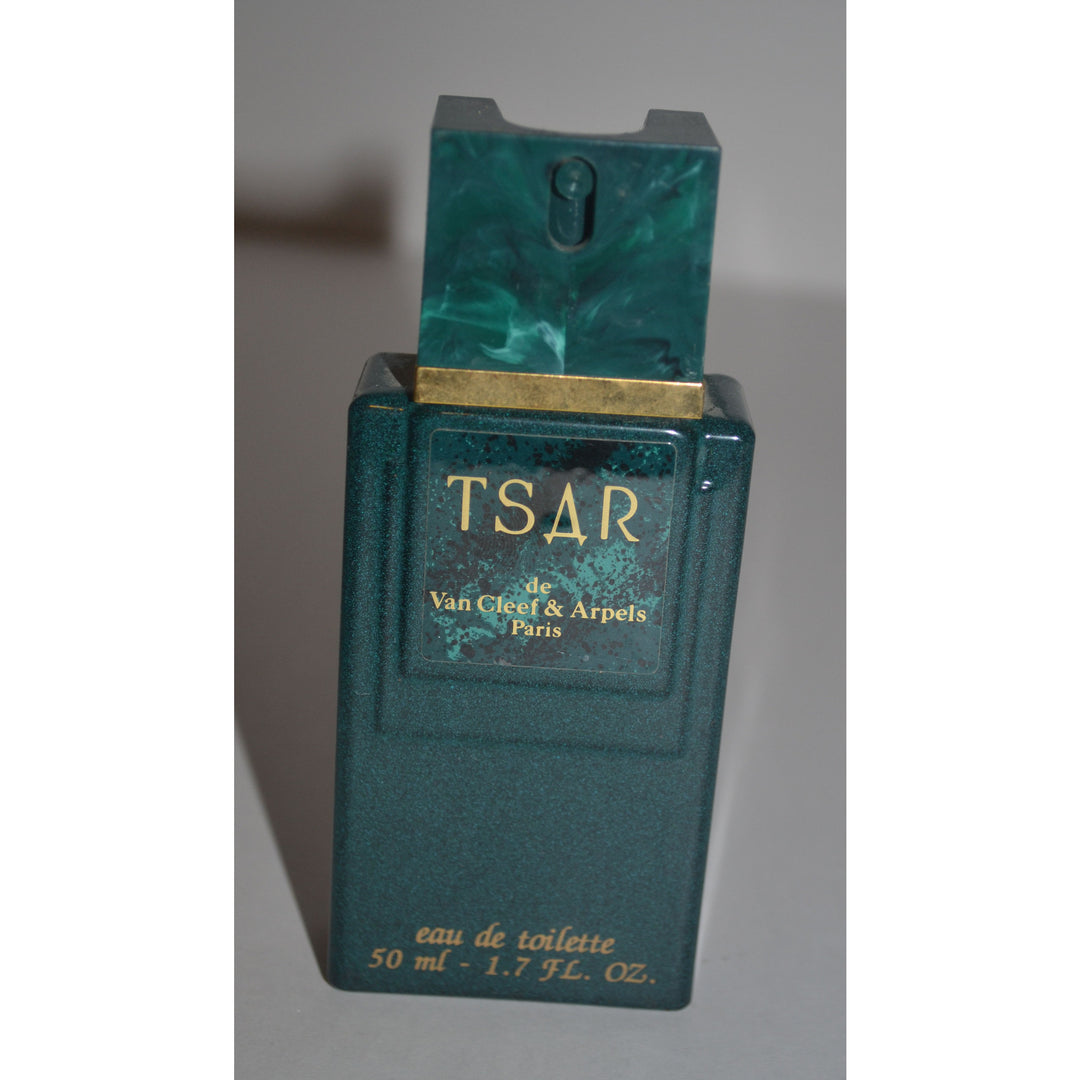 TSAR
de
Van Cleef & Arpels
Paris
eau de toilette
50 ml - 1.7 FL. OZ.